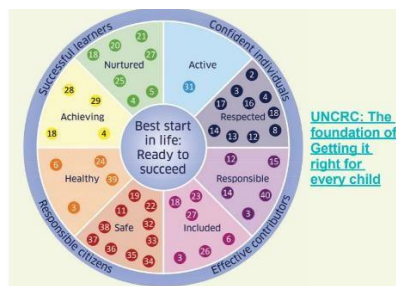 Successful learners
Confident individuals
21
20
18
27
Nurtured
25
4
5
Active
31
2
3
4
17
16
18
Respected
14
13
12
8
28
29
Achieving
18
4
Best start
in life:
Ready to
succeed
12
15
Responsible
14
40
3
6
24
Healthy
39
3
19
22
11
Safe
32
38
33
37
36
35
34
18
23
27
Included
6
26
3
Responsible citizens
Effective contributors
UNCRC: The
foundation of
Getting it
right for
every child